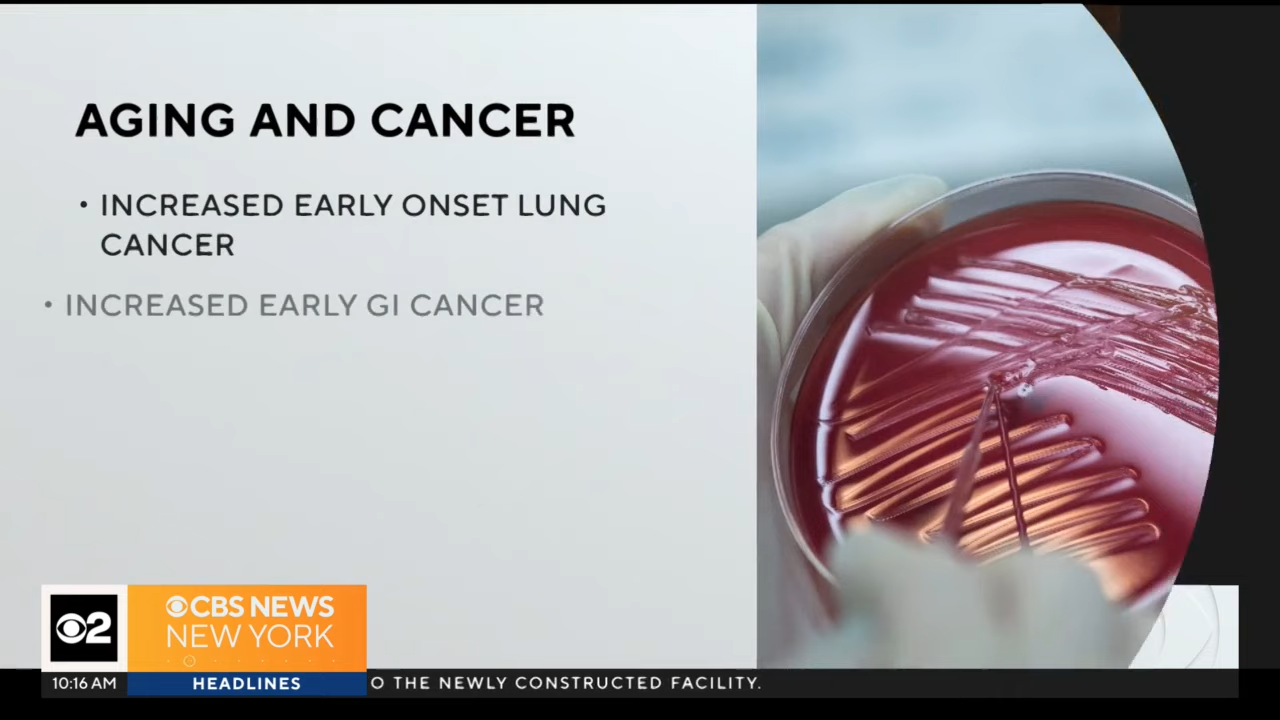 AGING AND CANCER
• INCREASED EARLY ONSET LUNG
CANCER
• INCREASED EARLY GI CANCER
2
CBS NEWS
NEW YORK
10:16 AM
HEADLINES
O THE NEWLY CONSTRUCTED FACILITY.